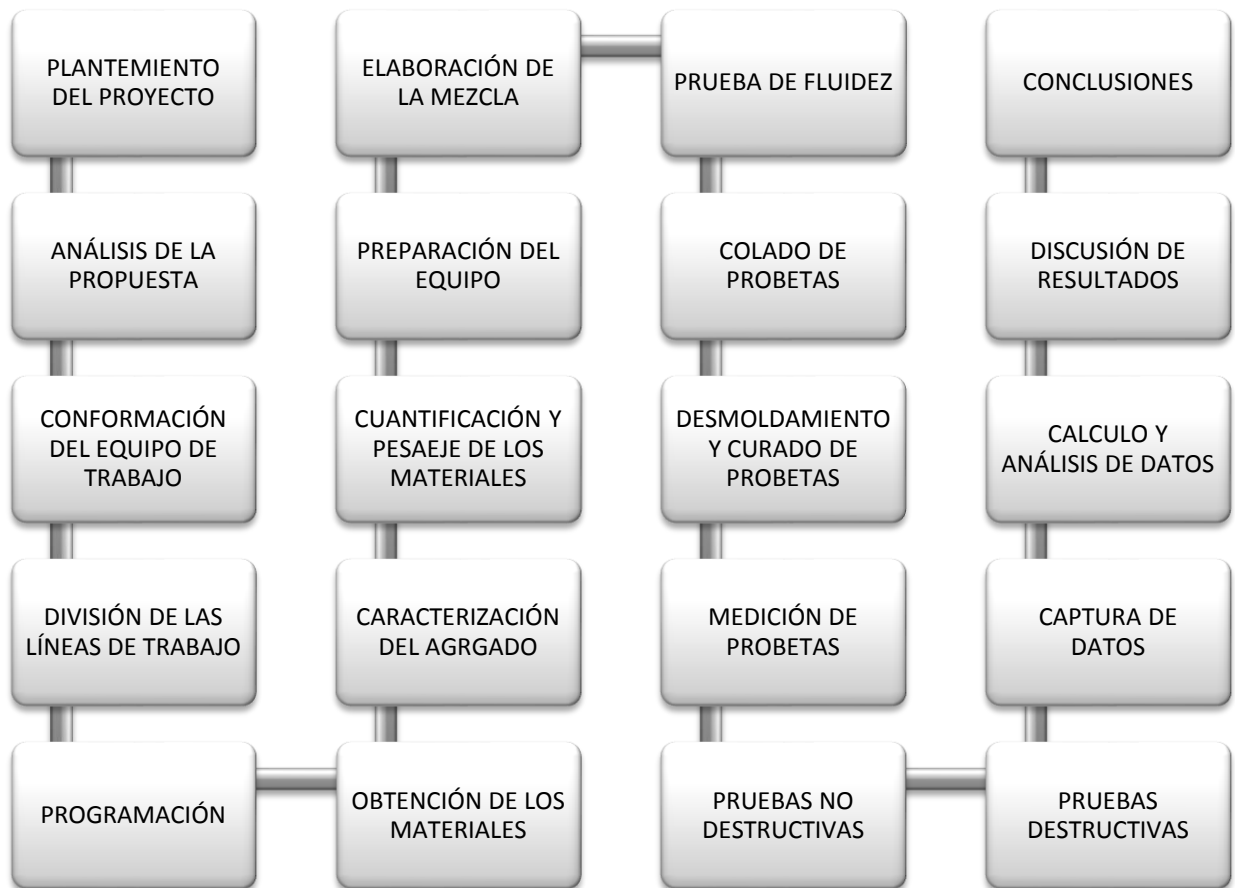 PLANTEMIENTO
DEL PROYECTO
ANÁLISIS DE LA
PROPUESTA
CONFORMACIÓN
DEL EQUIPO DE
TRABAJO
DIVISIÓN DE LAS
LÍNEAS DE TRABAJO
PROGRAMACIÓN
OBTENCIÓN DE LOS
MATERIALES
CARACTERIZACIÓN
DEL AGRGADO
CUANTIFICACIÓN Y
PESAEJE DE LOS
MATERIALES
PREPARACIÓN DEL
EQUIPO
ELABORACIÓN DE
LA MEZCLA
PRUEBA DE FLUIDEZ
COLADO DE
PROBETAS
DESMOLDAMIENTO
Y CURADO DE
PROBETAS
MEDICIÓN DE
PROBETAS
PRUEBAS NO
DESTRUCTIVAS
PRUEBAS
DESTRUCTIVAS
CAPTURA DE
DATOS
CALCULO Y
ANÁLISIS DE DATOS
DISCUSIÓN DE
RESULTADOS
CONCLUSIONES